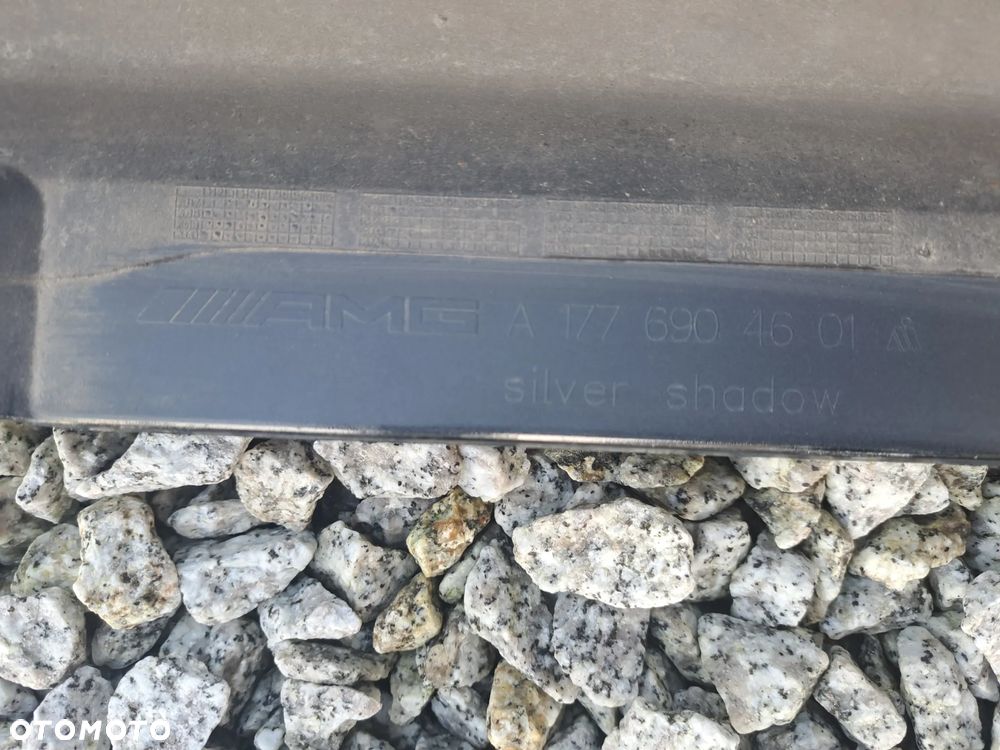 AMG A 177 690 46 01
silver shadow
OTOMOTO